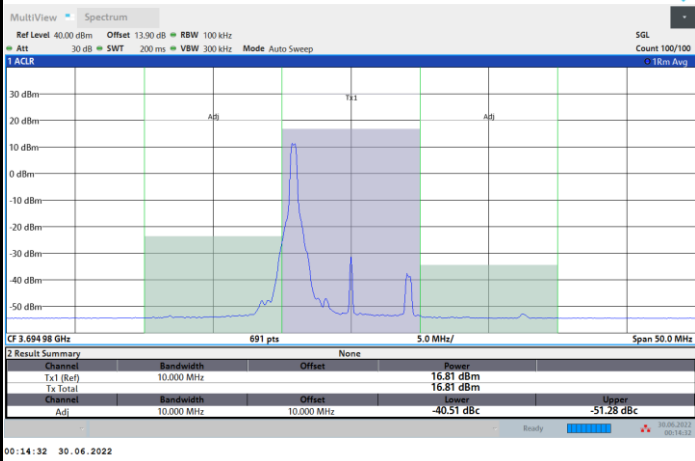 MultiView Spectrum
Ref Level 40.00 dBm Offset 13.90 dB RBW 100 kHz SGL
Att 30 dB SWT 200 ms VBW 300 kHz Mode Auto Sweep Count 100/100
1 ACLR 1Rm Avg
30 dBm
Tx1
20 dBm
Adj Adj
10 dBm
0 dBm
-10 dBm
-20 dBm
-30 dBm
-40 dBm
-50 dBm
CF 3.694 98 GHz 691 pts 5.0 MHz/ Span 50.0 MHz
2 Result Summary None
Channel Bandwidth Offset Power
Tx1 (Ref) 10.000 MHz 16.81 dBm
Tx Total 16.81 dBm
Channel Bandwidth Offset Lower Upper
Adj 10.000 MHz 10.000 MHz -40.51 dBc -51.28 dBc
Ready 30.06.2022
00:14:32
00:14:32 30.06.2022